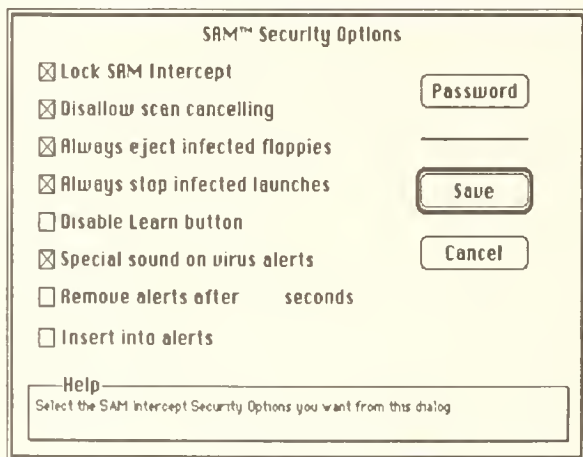 SAM™ Security Options
Lock SAM Intercept
Disallow scan cancelling
Always eject infected floppies
Always stop infected launches
Disable Learn button
Special sound on virus alerts
Remove alerts after seconds
Insert into alerts
Password
Save
Cancel
Help
Select the SAM Intercept Security Options you want from this dialog